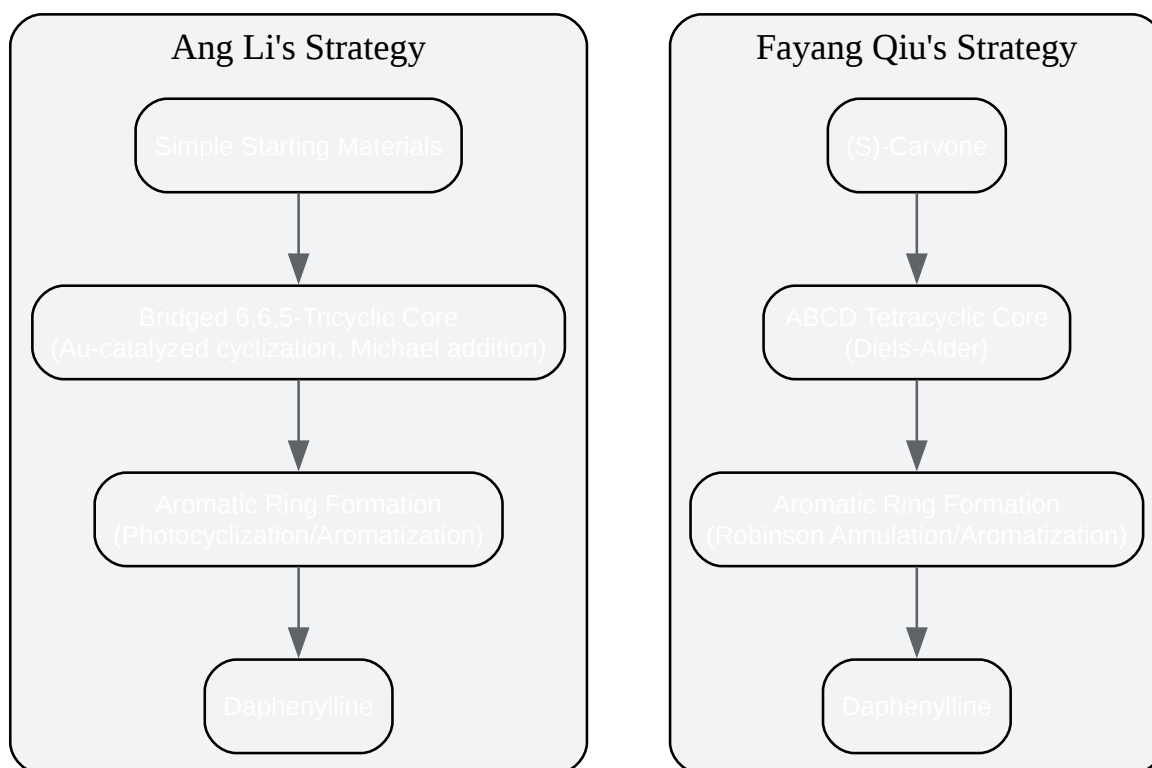 Ang Li's Strategy
Simple Starting Materials
Bridged 6,6,5-Tricyclic Core
(Au-catalyzed cyclization, Michael addition)
Aromatic Ring Formation
(Photocyclization/Aromatization)
Daphenylline
Fayang Qiu's Strategy
(S)-Carvone
ABCD Tetracyclic Core
(Diels-Alder)
Aromatic Ring Formation
(Robinson Annulation/Aromatization)
Daphenylline